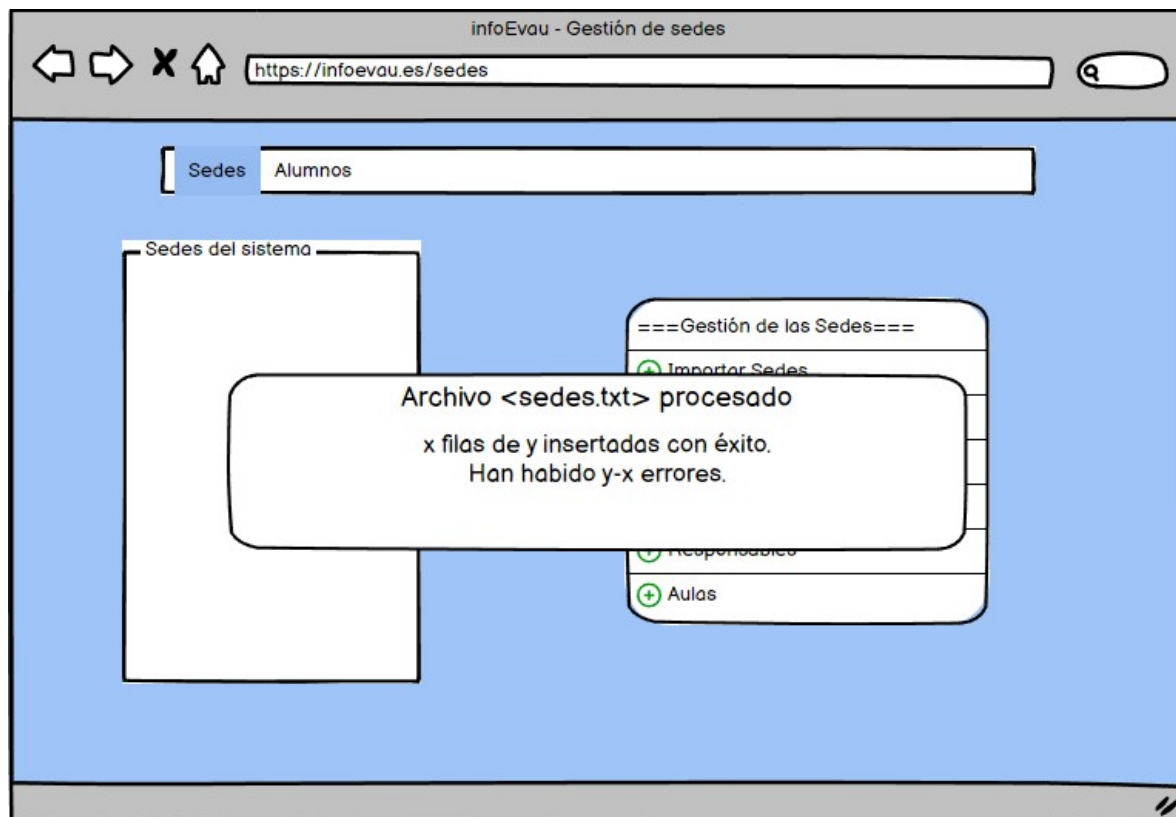 infoEvau - Gestión de sedes
https://infoevau.es/sedes
Sedes Alumnos
Sedes del sistema
===Gestión de las Sedes===
Importar Sedes
Archivo <sedes.txt> procesado
x filas de y insertadas con éxito.
Han habido y-x errores.
Responsables
Aulas